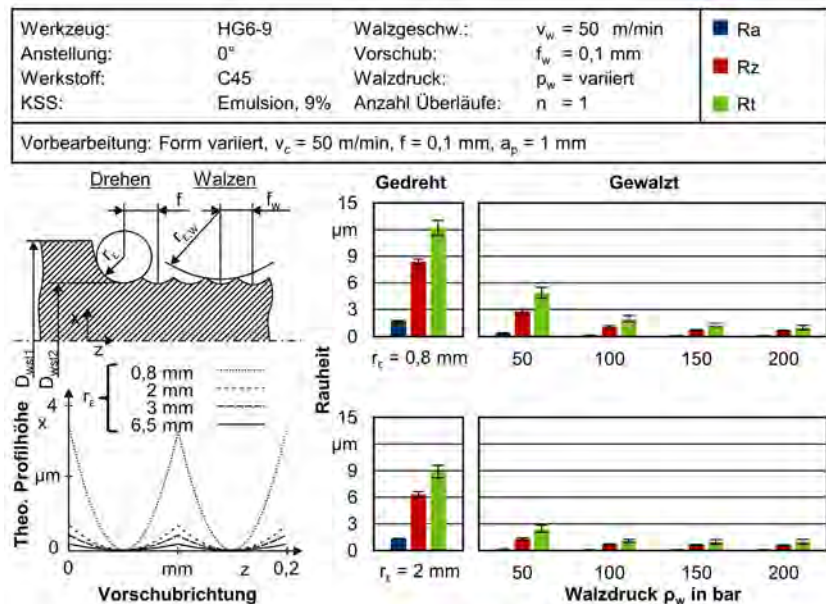 Werkzeug: HG6-9 Walzgeschw.: v_w = 50 m/min
Anstellung: 0° Vorschub: f_w = 0,1 mm
Werkstoff: C45 Walzdruck: p_w = variiert
KSS: Emulsion, 9% Anzahl Überläufe: n = 1
Ra
Rz
Rt
Vorbearbeitung: Form variiert, v_c = 50 m/min, f = 0,1 mm, a_p = 1 mm
Drehen Walzen
f f_w
r_ε r_ε,w
x
z
D_wst1
D_wst2
r_ε
0,8 mm
2 mm
3 mm
6,5 mm
Theo. Profilhöhe
4
x
µm
0
0 mm z 0,2
Vorschubrichtung
Gedreht Gewalzt
Rauheit
15
µm
9
6
3
0
r_ε = 0,8 mm
50 100 150 200
15
µm
9
6
3
0
r_ε = 2 mm
50 100 150 200
Walzdruck p_w in bar